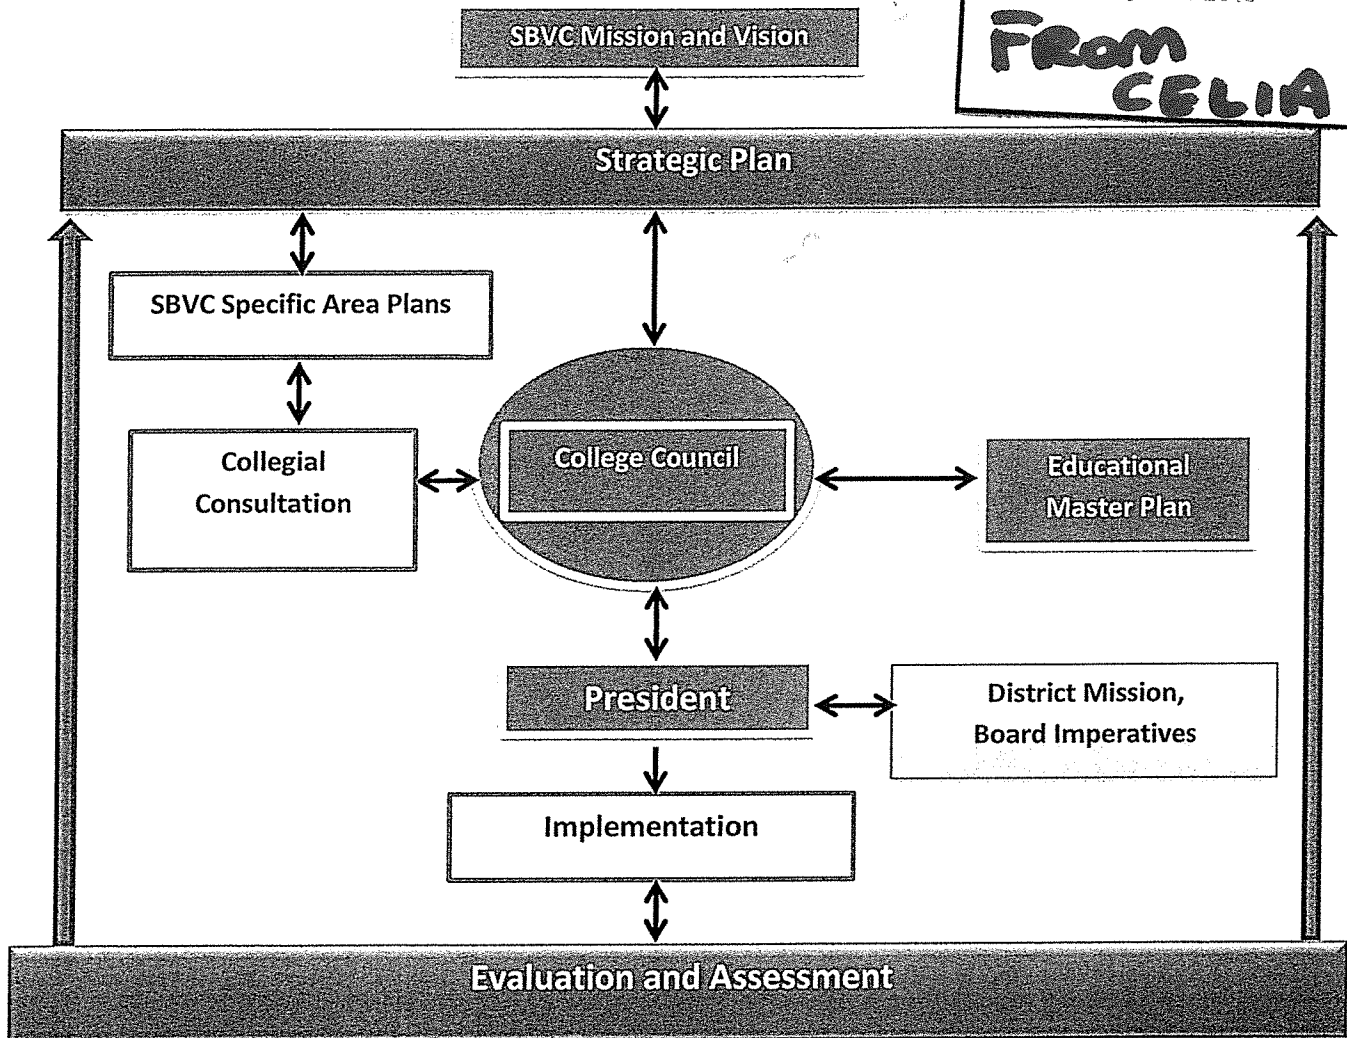 SBVC Mission and Vision
FROM
CELIA
Strategic Plan
SBVC Specific Area Plans
Collegial
Consultation
College Council
Educational
Master Plan
President
District Mission,
Board Imperatives
Implementation
Evaluation and Assessment